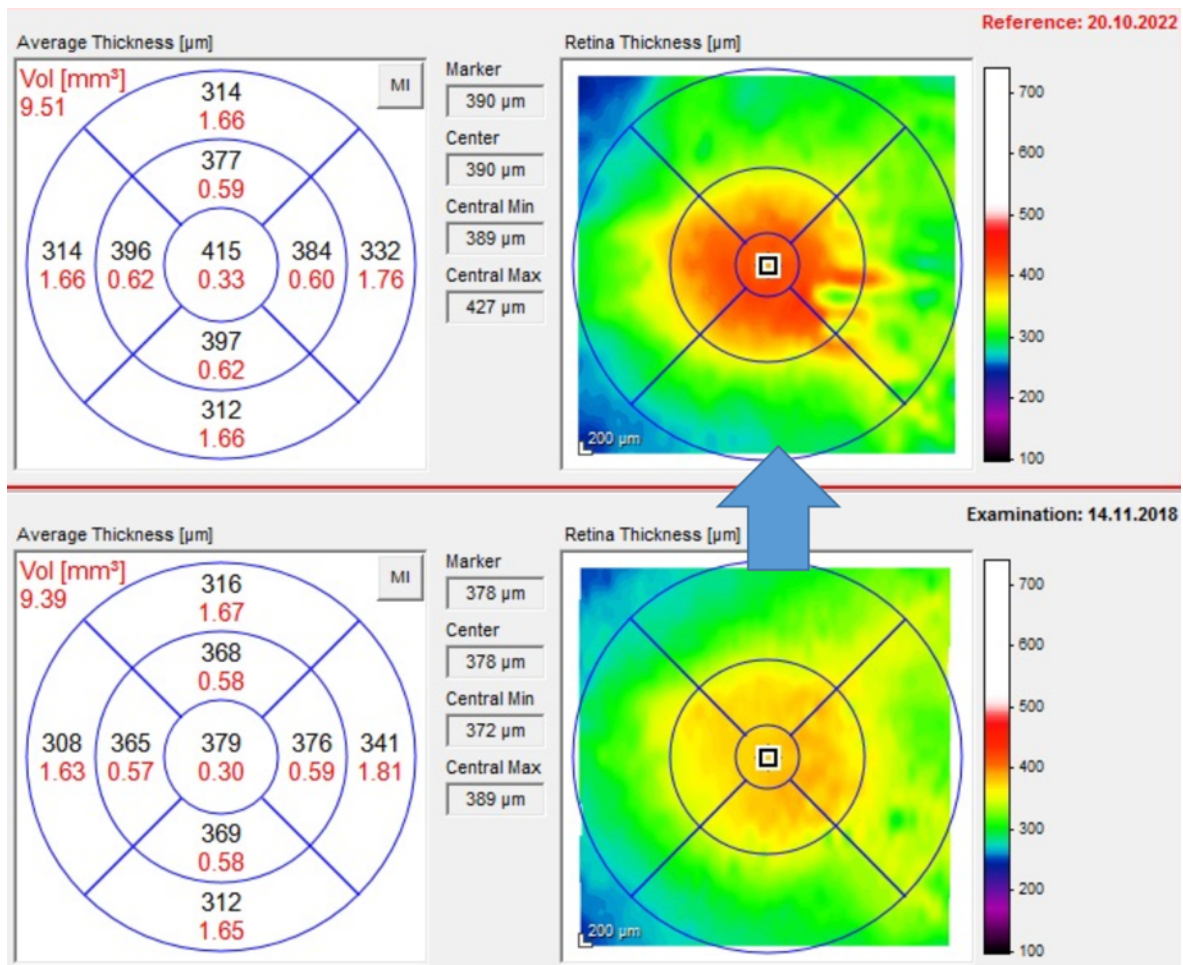 Reference: 20.10.2022
Average Thickness [µm]
Retina Thickness [µm]
Vol [mm³]
9.51
MI
314
1.66
377
0.59
314 396 415 384 332
1.66 0.62 0.33 0.60 1.76
397
0.62
312
1.66
Marker
390 µm
Center
390 µm
Central Min
389 µm
Central Max
427 µm
200 µm
700
600
500
400
300
200
100
Examination: 14.11.2018
Average Thickness [µm]
Retina Thickness [µm]
Vol [mm³]
9.39
MI
316
1.67
368
0.58
308 365 379 376 341
1.63 0.57 0.30 0.59 1.81
369
0.58
312
1.65
Marker
378 µm
Center
378 µm
Central Min
372 µm
Central Max
389 µm
200 µm
700
600
500
400
300
200
100